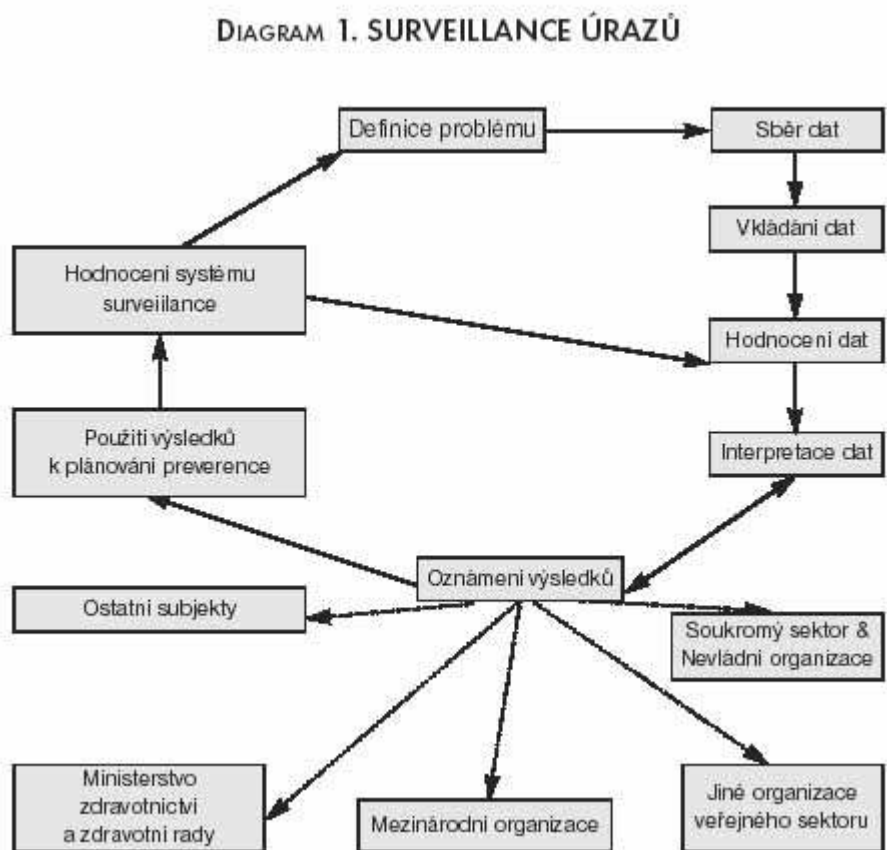 DIAGRAM 1. SURVEILLANCE ÚRAZŮ
Definice problému
Sběr dat
Vkládání dat
Hodnocení systému
surveillance
Hodnocení dat
Použití výsledků
k plánování preverence
Interpretace dat
Oznámení výsledků
Ostatní subjekty
Soukromý sektor &
Nevládní organizace
Ministerstvo
zdravotnictví
a zdravotní rady
Mezinárodní organizace
Jiné organizace
veřejného sektoru